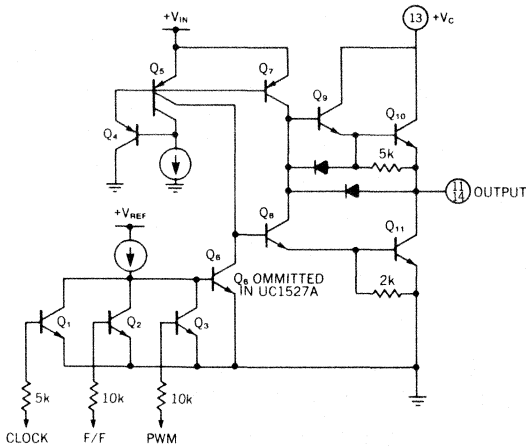 +VIN
13
+VC
Q5
Q7
Q9
Q10
Q4
5k
11
14
OUTPUT
+VREF
Q8
Q11
Q6
Q6 OMMITTED
IN UC1527A
2k
Q1
Q2
Q3
5k
10k
10k
CLOCK
F/F
PWM